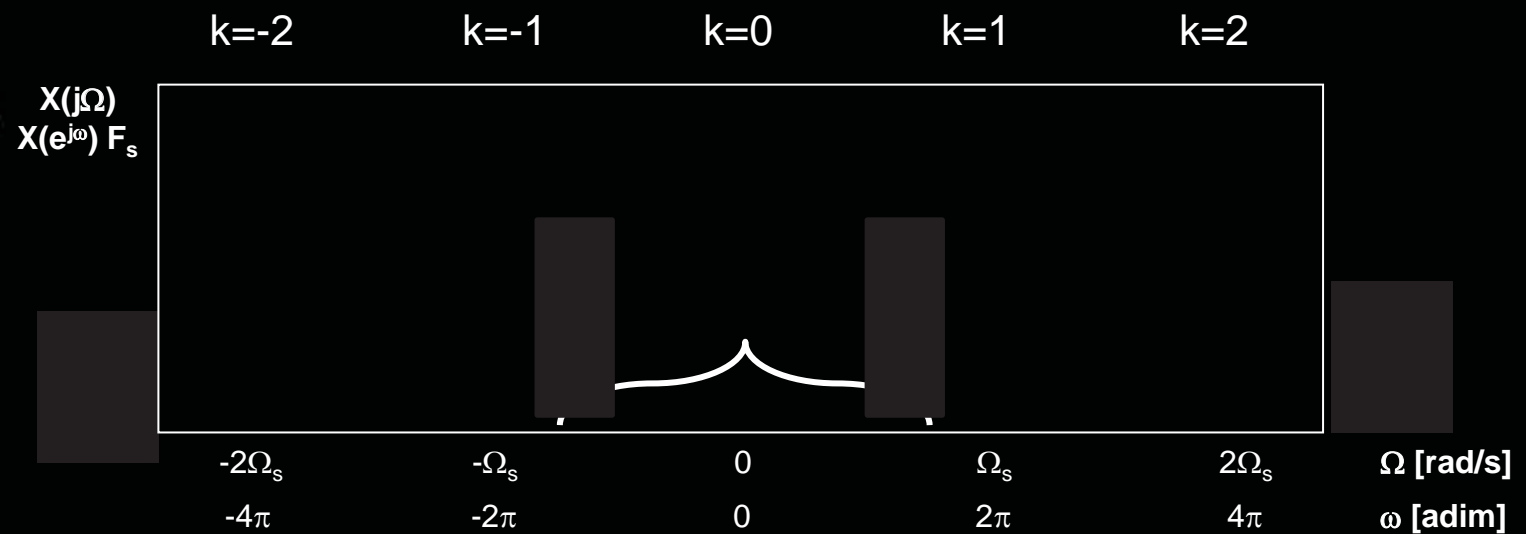 k=-2 k=-1 k=0 k=1 k=2
X(jΩ)
X(e^jω) F_s
-2Ω_s -Ω_s 0 Ω_s 2Ω_s Ω [rad/s]
-4π -2π 0 2π 4π ω [adim]